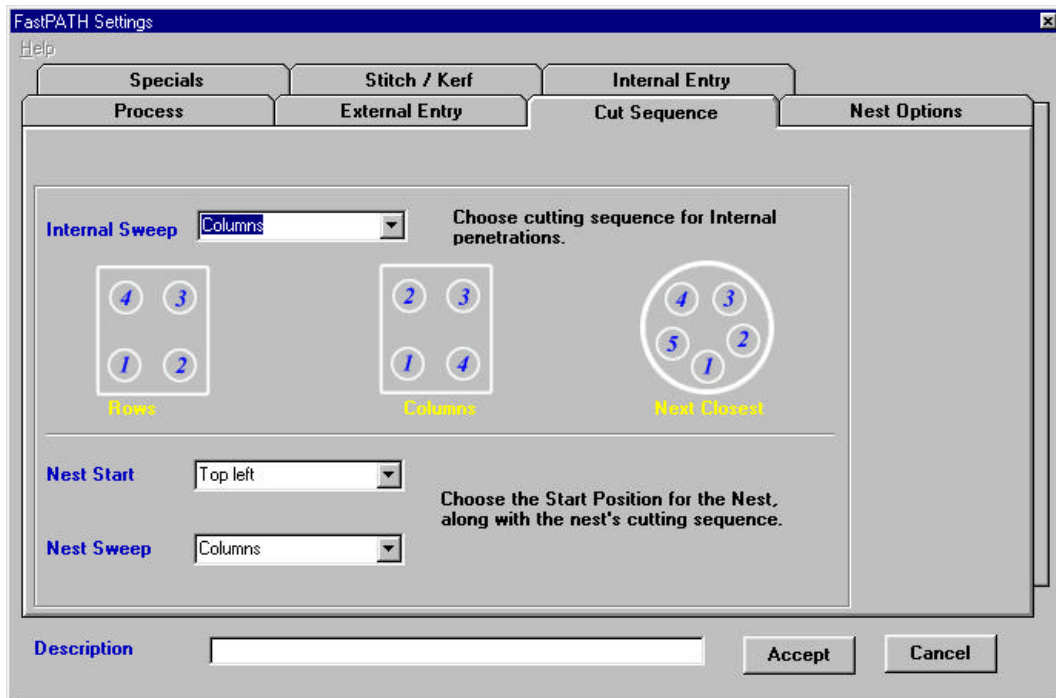 FastPATH Settings
Help
Specials
Stitch / Kerf
Internal Entry
Process
External Entry
Cut Sequence
Nest Options
Internal Sweep
Columns
Choose cutting sequence for Internal
penetrations.
4 3
1 2
Rows
2 3
1 4
Columns
4 3
5 2
1
Next Closest
Nest Start
Top left
Choose the Start Position for the Nest,
along with the nest's cutting sequence.
Nest Sweep
Columns
Description
Accept
Cancel